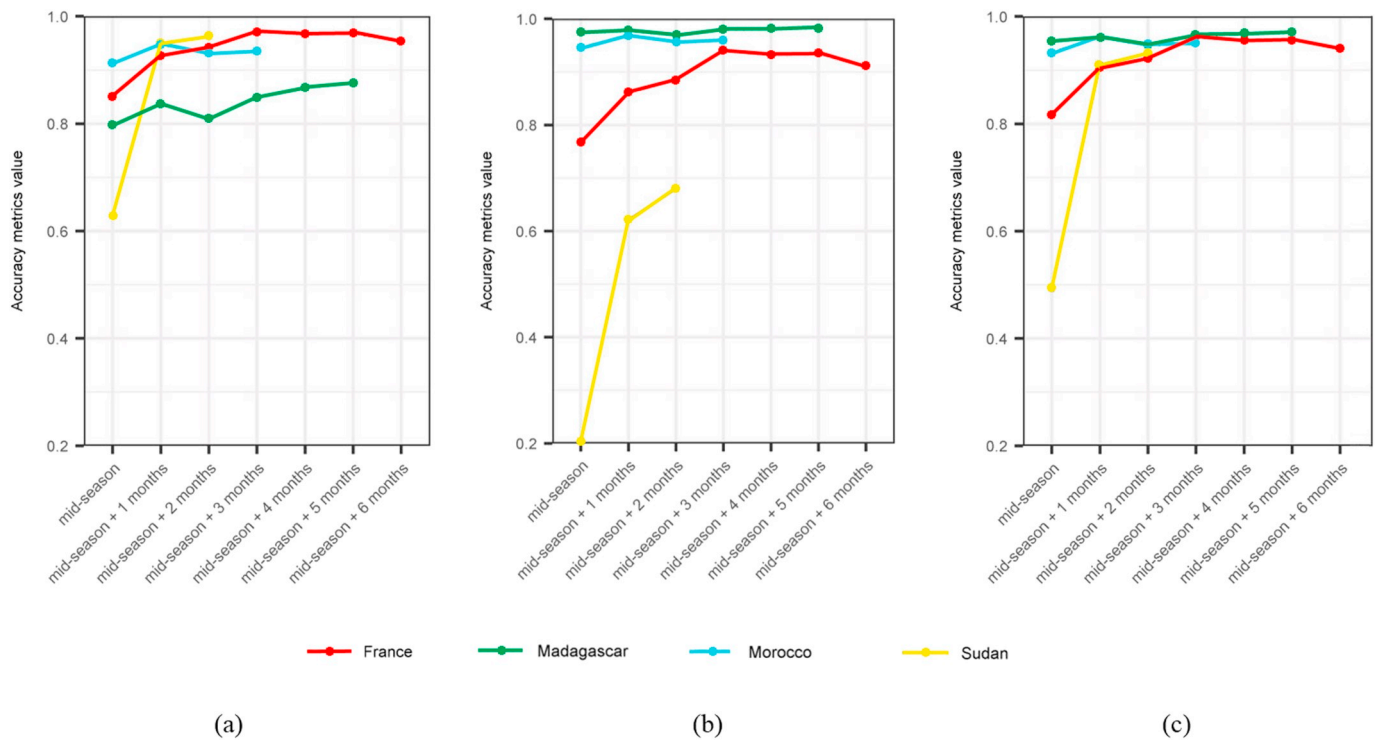 1.0
0.8
0.6
0.4
0.2
Accuracy metrics value
mid-season
mid-season + 1 months
mid-season + 2 months
mid-season + 3 months
mid-season + 4 months
mid-season + 5 months
mid-season + 6 months
1.0
0.8
0.6
0.4
0.2
Accuracy metrics value
mid-season
mid-season + 1 months
mid-season + 2 months
mid-season + 3 months
mid-season + 4 months
mid-season + 5 months
mid-season + 6 months
1.0
0.8
0.6
0.4
0.2
Accuracy metrics value
mid-season
mid-season + 1 months
mid-season + 2 months
mid-season + 3 months
mid-season + 4 months
mid-season + 5 months
mid-season + 6 months
France Madagascar Morocco Sudan
(a) (b) (c)